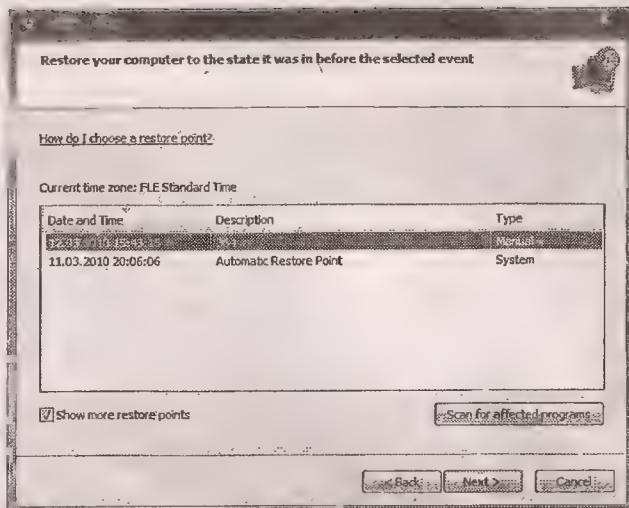 Restore your computer to the state it was in before the selected event
How do I choose a restore point?
Current time zone: FLE Standard Time
Date and Time Description Type
Manual
11.03.2010 20:06:06 Automatic Restore Point System
Show more restore points
Scan for affected programs
< Back Next > Cancel